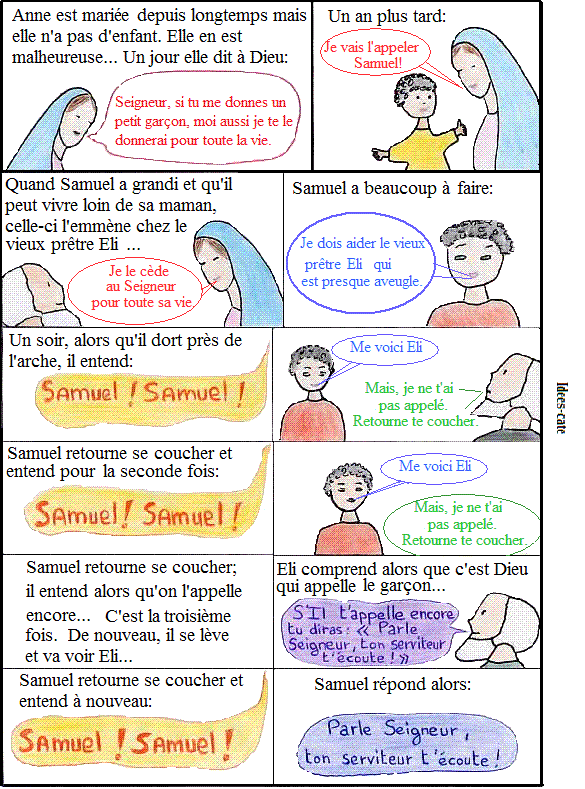 Anne est mariée depuis longtemps mais
elle n'a pas d'enfant. Elle en est
malheureuse... Un jour elle dit à Dieu:
Seigneur, si tu me donnes un
petit garçon, moi aussi je te le
donnerai pour toute la vie.
Un an plus tard:
Je vais l'appeler
Samuel!
Quand Samuel a grandi et qu'il
peut vivre loin de sa maman,
celle-ci l'emmène chez le
vieux prêtre Eli ...
Je le cède
au Seigneur
pour toute sa vie
Samuel a beaucoup à faire:
Je dois aider le vieux
prêtre Eli qui
est presque aveugle.
Un soir, alors qu'il dort près de
l'arche, il entend:
SAmuel ! SAmuel !
Me voici Eli
Mais, je ne t'ai
pas appelé.
Retourne te coucher.
Samuel retourne se coucher et
entend pour la seconde fois:
SAmuel ! SAmuel !
Me voici Eli
Mais, je ne t'ai
pas appelé.
Retourne te coucher.
Samuel retourne se coucher;
il entend alors qu'on l'appelle
encore... C'est la troisième
fois. De nouveau, il se lève
et va voir Eli...
Eli comprend alors que c'est Dieu
qui appelle le garçon...
S'Il t'appelle encore
tu diras: « Parle
Seigneur, ton serviteur
t'écoute ! »
Samuel retourne se coucher et
entend à nouveau:
SAmuel ! SAmuel !
Samuel répond alors:
Parle Seigneur,
ton serviteur t'écoute !
Idees-cate